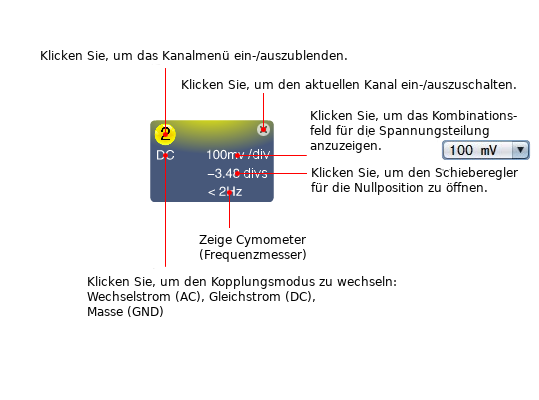 Klicken Sie, um das Kanalmenü ein-/auszublenden.
Klicken Sie, um den aktuellen Kanal ein-/auszuschalten.
Klicken Sie, um das Kombinations-
feld für die Spannungsteilung
anzuzeigen.
100 mV
2
DC
100mv /div
Klicken Sie, um den Schieberegler
für die Nullposition zu öffnen.
-3.40 divs
< 2Hz
Zeige Cymometer
(Frequenzmesser)
Klicken Sie, um den Kopplungsmodus zu wechseln:
Wechselstrom (AC), Gleichstrom (DC),
Masse (GND)